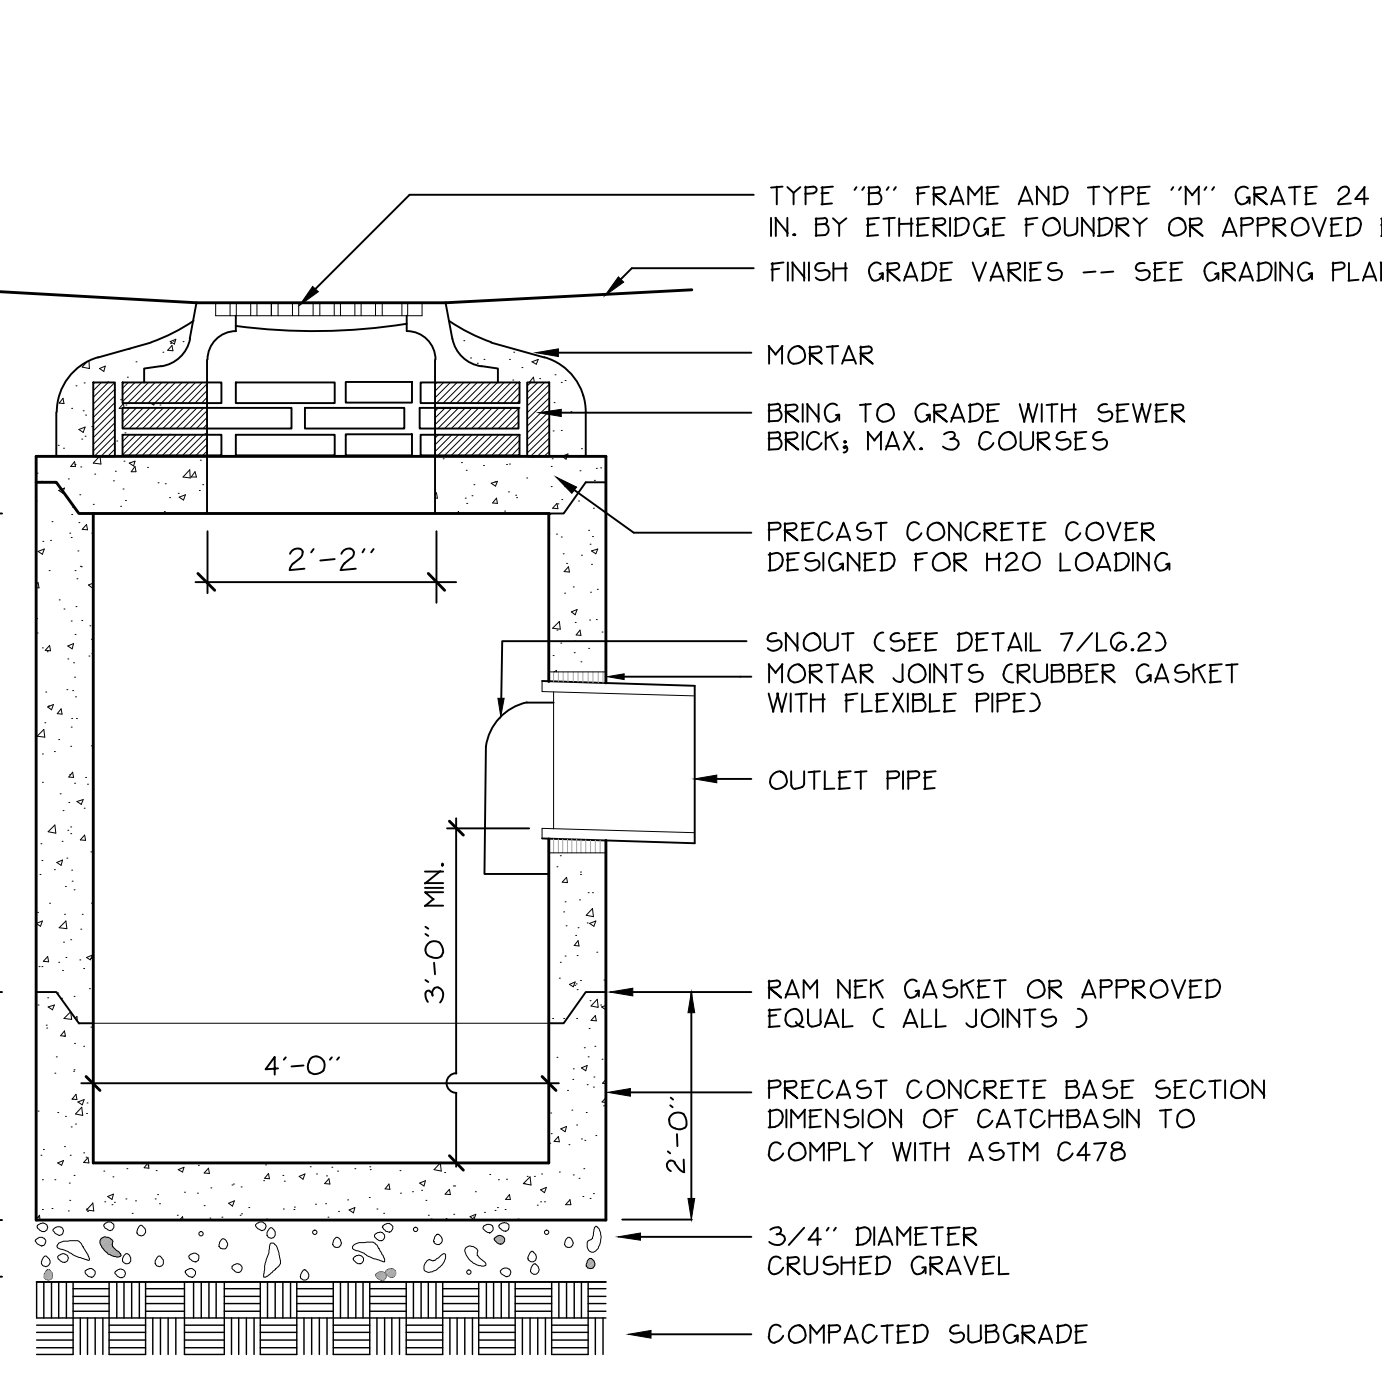 TYPE "B" FRAME AND TYPE "M" GRATE 24
IN. BY ETHERIDGE FOUNDRY OR APPROVED
FINISH GRADE VARIES -- SEE GRADING PLAN
MORTAR
BRING TO GRADE WITH SEWER
BRICK; MAX. 3 COURSES
PRECAST CONCRETE COVER
DESIGNED FOR H2O LOADING
2'-2"
SNOUT (SEE DETAIL 7/L6.2)
MORTAR JOINTS (RUBBER GASKET
WITH FLEXIBLE PIPE)
OUTLET PIPE
3'-0" MIN.
RAM NEK GASKET OR APPROVED
EQUAL ( ALL JOINTS )
4'-0"
PRECAST CONCRETE BASE SECTION
DIMENSION OF CATCHBASIN TO
COMPLY WITH ASTM C478
2'-0"
3/4" DIAMETER
CRUSHED GRAVEL
COMPACTED SUBGRADE